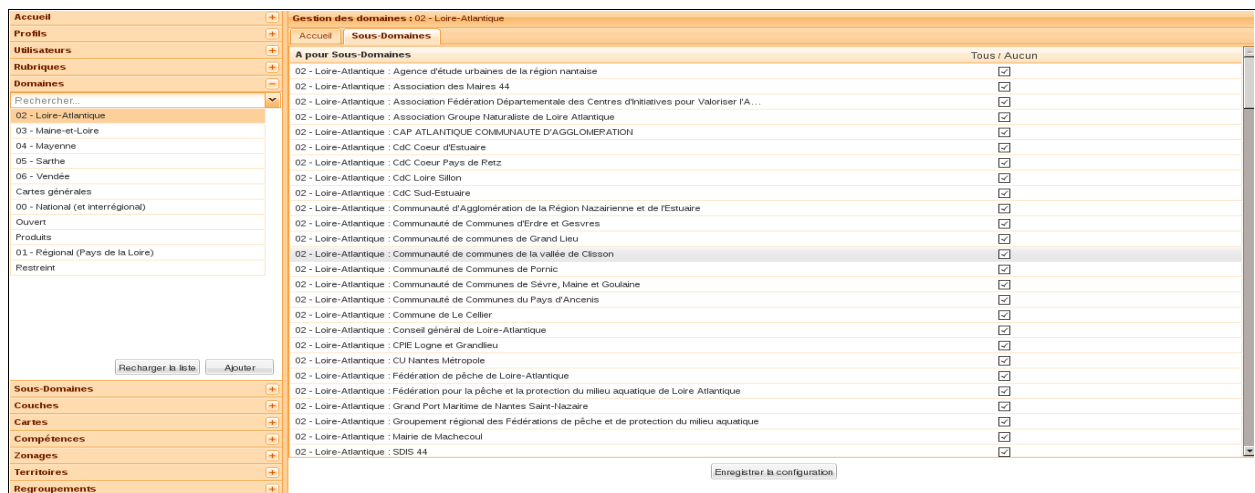 Accueil
Profils
Utilisateurs
Rubriques
Domaines
Rechercher...
02 - Loire-Atlantique
03 - Maine-et-Loire
04 - Mayenne
05 - Sarthe
06 - Vendée
Cartes générales
00 - National (et interrégional)
Ouvert
Produits
01 - Régional (Pays de la Loire)
Restreint
Recharger la liste
Ajouter
Sous-Domaines
Couches
Cartes
Compétences
Zonages
Territoires
Regroupements
Gestion des domaines : 02 - Loire-Atlantique
Accueil
Sous-Domaines
A pour Sous-Domaines
Tous / Aucun
02 - Loire-Atlantique : Agence d'étude urbaines de la région nantaise
02 - Loire-Atlantique : Association des Maires 44
02 - Loire-Atlantique : Association Fédération Départementale des Centres d'Initiatives pour Valoriser l'A...
02 - Loire-Atlantique : Association Groupe Naturaliste de Loire Atlantique
02 - Loire-Atlantique : CAP ATLANTIQUE COMMUNAUTE D'AGGLOMERATION
02 - Loire-Atlantique : CdC Coeur d'Estuaire
02 - Loire-Atlantique : CdC Coeur Pays de Retz
02 - Loire-Atlantique : CdC Loire Sillon
02 - Loire-Atlantique : CdC Sud-Estuaire
02 - Loire-Atlantique : Communauté d'Agglomération de la Région Nazairienne et de l'Estuaire
02 - Loire-Atlantique : Communauté de Communes d'Erdre et Gesvres
02 - Loire-Atlantique : Communauté de communes de Grand Lieu
02 - Loire-Atlantique : Communauté de communes de la vallée de Clisson
02 - Loire-Atlantique : Communauté de Communes de Pornic
02 - Loire-Atlantique : Communauté de Communes de Sèvre, Maine et Goulaine
02 - Loire-Atlantique : Communauté de Communes du Pays d'Ancenis
02 - Loire-Atlantique : Commune de Le Cellier
02 - Loire-Atlantique : Conseil général de Loire-Atlantique
02 - Loire-Atlantique : CPIE Logne et Grandlieu
02 - Loire-Atlantique : CU Nantes Métropole
02 - Loire-Atlantique : Fédération de pêche de Loire-Atlantique
02 - Loire-Atlantique : Fédération pour la pêche et la protection du milieu aquatique de Loire Atlantique
02 - Loire-Atlantique : Grand Port Maritime de Nantes Saint-Nazaire
02 - Loire-Atlantique : Groupement régional des Fédérations de pêche et de protection du milieu aquatique
02 - Loire-Atlantique : Mairie de Machecoul
02 - Loire-Atlantique : SDIS 44
Enregistrer la configuration